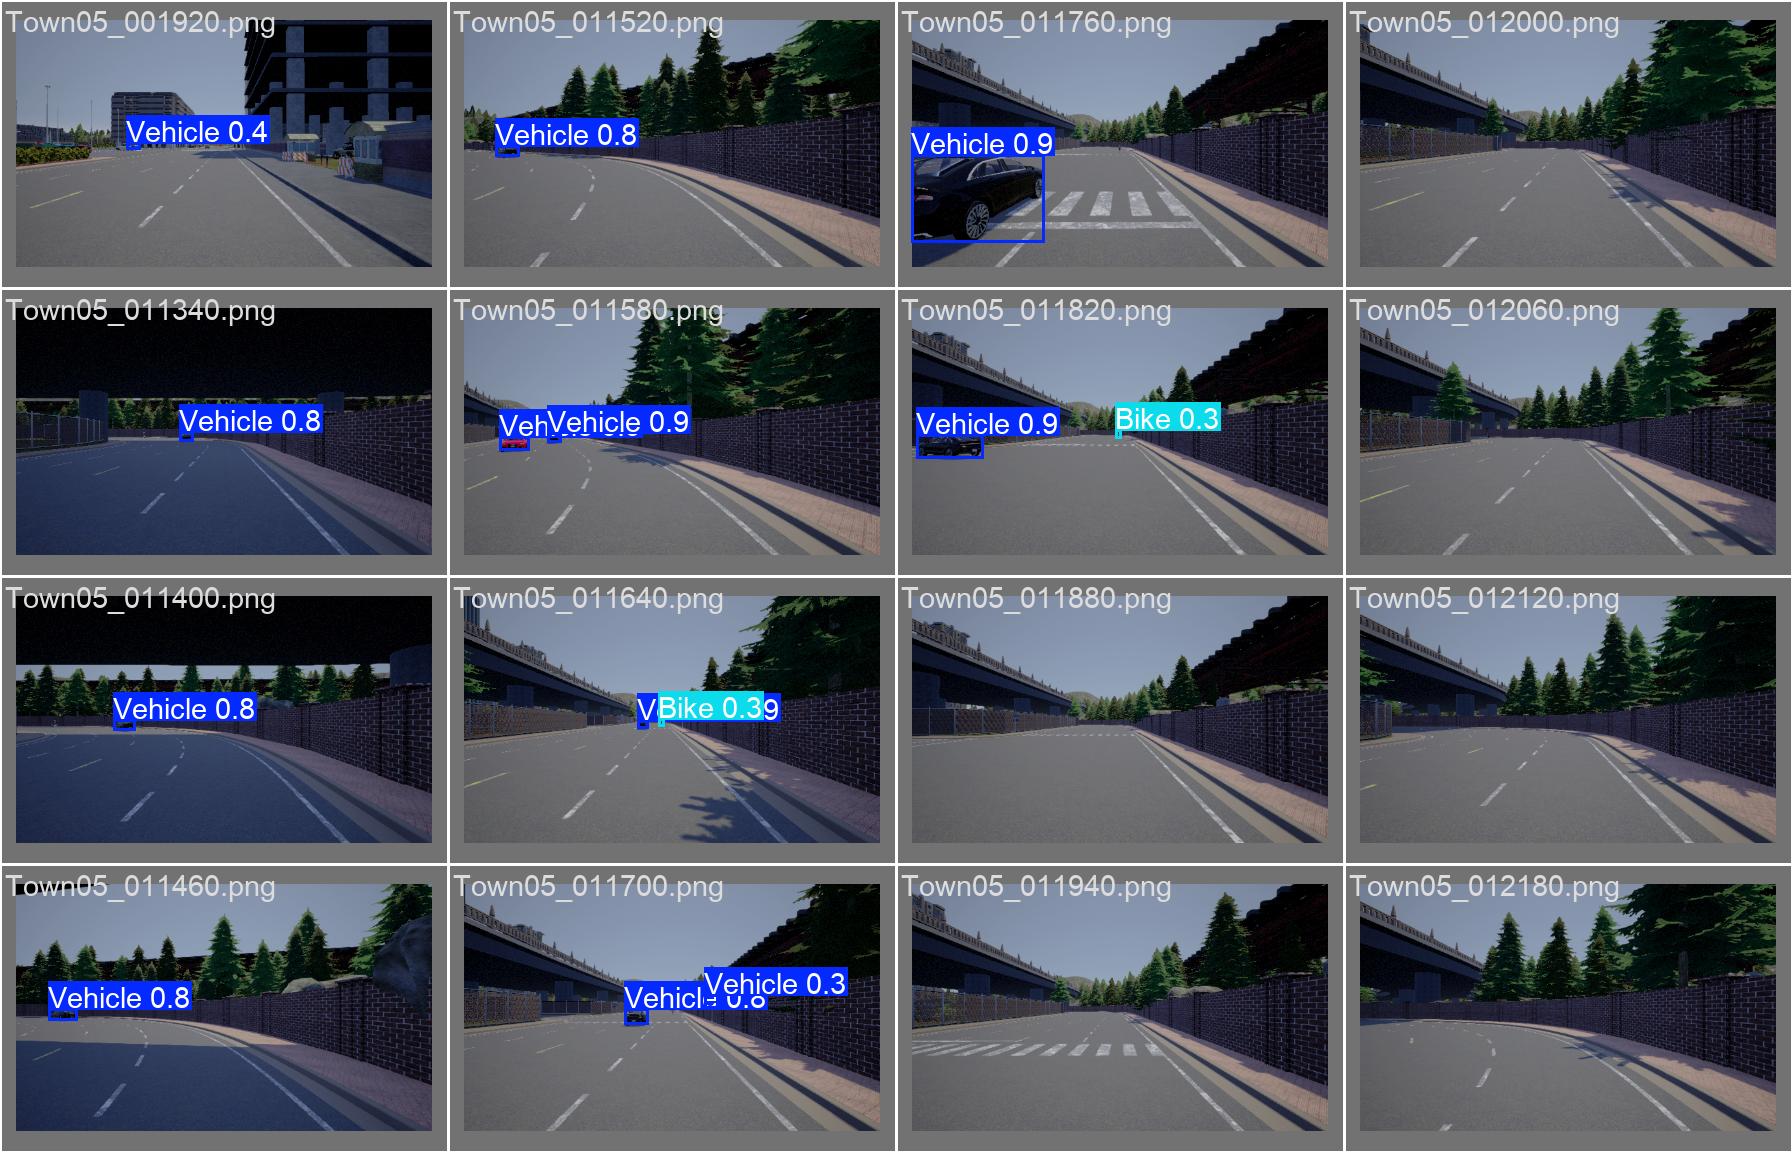 Town05_001920.png
Vehicle 0.4
Town05_011520.png
Vehicle 0.8
Town05_011760.png
Vehicle 0.9
Town05_012000.png
Town05_011340.png
Vehicle 0.8
Town05_011580.png
Veh
Vehicle 0.9
Town05_011820.png
Vehicle 0.9
Bike 0.3
Town05_012060.png
Town05_011400.png
Vehicle 0.8
Town05_011640.png
V
Bike 0.3
9
Town05_011880.png
Town05_012120.png
Town05_011460.png
Vehicle 0.8
Town05_011700.png
Vehicle 0.8
Vehicle 0.3
Town05_011940.png
Town05_012180.png